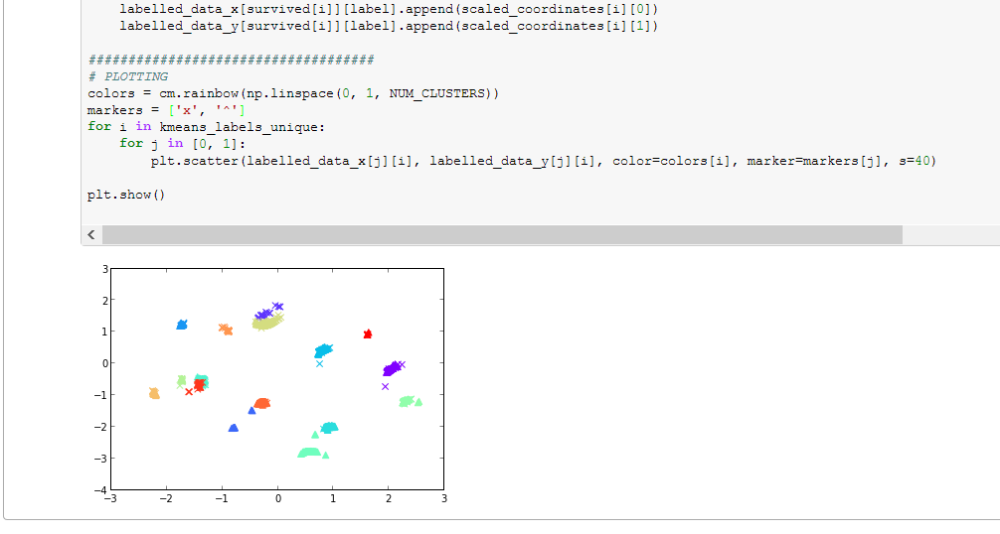 labelled_data_x[survived[i]][label].append(scaled_coordinates[i][0])
labelled_data_y[survived[i]][label].append(scaled_coordinates[i][1])
####################################
# PLOTTING
colors = cm.rainbow(np.linspace(0, 1, NUM_CLUSTERS))
markers = ['x', '^']
for i in kmeans_labels_unique:
for j in [0, 1]:
plt.scatter(labelled_data_x[j][i], labelled_data_y[j][i], color=colors[i], marker=markers[j], s=40)
plt.show()
3
2
1
0
−1
−2
−3
−4
−3 −2 −1 0 1 2 3